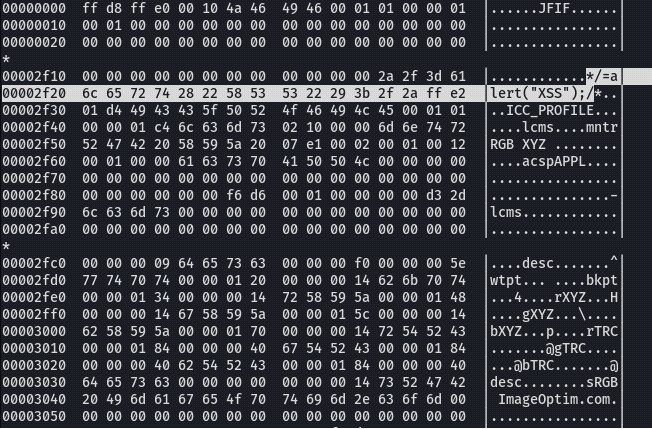 00000000  ff d8 ff e0 00 10 4a 46  49 46 00 01 01 00 00 01  |......JFIF......|
00000010  00 01 00 00 00 00 00 00  00 00 00 00 00 00 00 00  |................|
00000020  00 00 00 00 00 00 00 00  00 00 00 00 00 00 00 00  |................|
*
00002f10  00 00 00 00 00 00 00 00  00 00 00 00 2a 2f 3d 61  |............*/=a|
00002f20  6c 65 72 74 28 22 58 53  53 22 29 3b 2f 2a ff e2  |lert("XSS");/*..|
00002f30  01 d4 49 43 43 5f 50 52  4f 46 49 4c 45 00 01 01  |..ICC_PROFILE...|
00002f40  00 00 01 c4 6c 63 6d 73  02 10 00 00 6d 6e 74 72  |....lcms....mntr|
00002f50  52 47 42 20 58 59 5a 20  07 e1 00 02 00 01 00 12  |RGB XYZ ........|
00002f60  00 01 00 00 61 63 73 70  41 50 50 4c 00 00 00 00  |....acspAPPL....|
00002f70  00 00 00 00 00 00 00 00  00 00 00 00 00 00 00 00  |................|
00002f80  00 00 00 00 00 00 f6 d6  00 01 00 00 00 00 d3 2d  |...............-|
00002f90  6c 63 6d 73 00 00 00 00  00 00 00 00 00 00 00 00  |lcms............|
00002fa0  00 00 00 00 00 00 00 00  00 00 00 00 00 00 00 00  |................|
*
00002fc0  00 00 00 09 64 65 73 63  00 00 00 f0 00 00 00 5e  |....desc.......^|
00002fd0  77 74 70 74 00 00 01 20  00 00 00 14 62 6b 70 74  |wtpt... ....bkpt|
00002fe0  00 00 01 34 00 00 00 14  72 58 59 5a 00 00 01 48  |...4....rXYZ...H|
00002ff0  00 00 00 14 67 58 59 5a  00 00 01 5c 00 00 00 14  |....gXYZ...\....|
00003000  62 58 59 5a 00 00 01 70  00 00 00 14 72 54 52 43  |bXYZ...p....rTRC|
00003010  00 00 01 84 00 00 00 40  67 54 52 43 00 00 01 84  |.......@gTRC....|
00003020  00 00 00 40 62 54 52 43  00 00 01 84 00 00 00 40  |...@bTRC.......@|
00003030  64 65 73 63 00 00 00 00  00 00 00 14 73 52 47 42  |desc........sRGB|
00003040  20 49 6d 61 67 65 4f 70  74 69 6d 2e 63 6f 6d 00  | ImageOptim.com.|
00003050  00 00 00 00 00 00 00 00  00 00 00 00 00 00 00 00  |................|